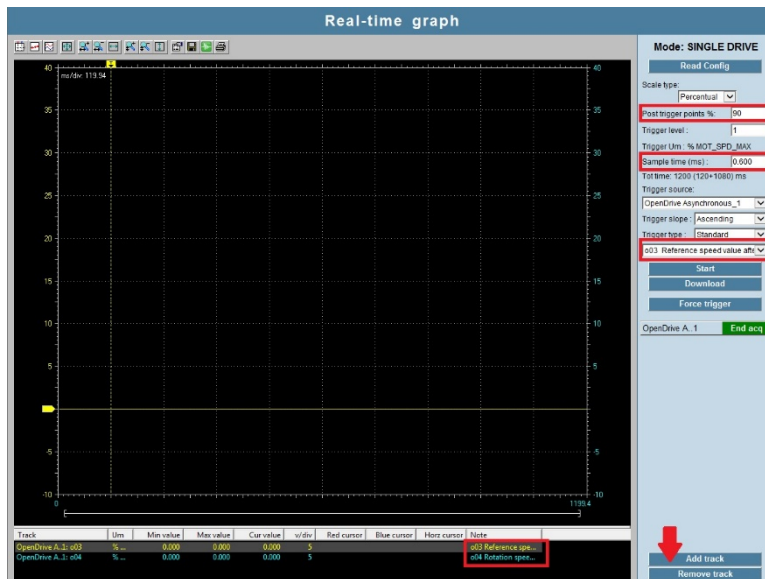 Real-time graph
Mode: SINGLE DRIVE
Read Config
Scale type:
Percentual
Post trigger points %: 90
Trigger level : 1
Trigger Um : % MOT_SPD_MAX
Sample time (ms) : 0.600
Tot time: 1200 (120+1080) ms
Trigger source:
OpenDrive Asynchronous_1
Trigger slope : Ascending
Trigger type : Standard
o03 Reference speed value afte
Start
Download
Force trigger
OpenDrive A..1 End acq
ms/div: 119.94
40 40
35 35
30 30
25 25
20 20
15 15
10 10
5 5
-5 -5
-10 -10
0 1199.4
Track Um Min value Max value Cur value v/div Red cursor Blue cursor Horz cursor Note
OpenDrive A..1: o03 % ... 0.000 0.000 0.000 5 o03 Reference spe...
OpenDrive A..1: o04 % ... 0.000 0.000 0.000 5 o04 Rotation spee...
Add track
Remove track